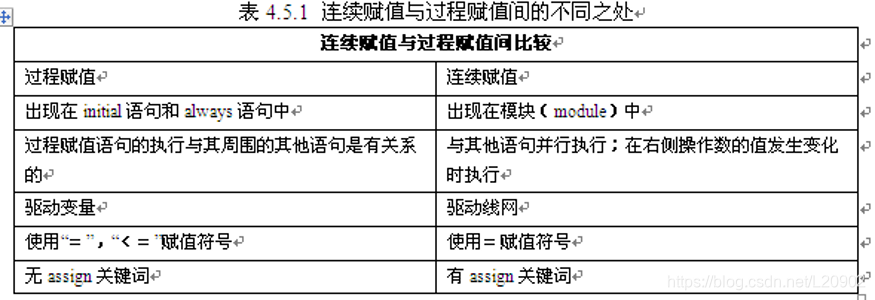 表 4.5.1 连续赋值与过程赋值间的不同之处
连续赋值与过程赋值间比较
过程赋值
连续赋值
出现在 initial 语句和 always 语句中
出现在模块（module）中
过程赋值语句的执行与其周围的其他语句是有关系
的
与其他语句并行执行；在右侧操作数的值发生变化
时执行
驱动变量
驱动线网
使用“=”，“<=”赋值符号
使用=赋值符号
无 assign 关键词
有 assign 关键词